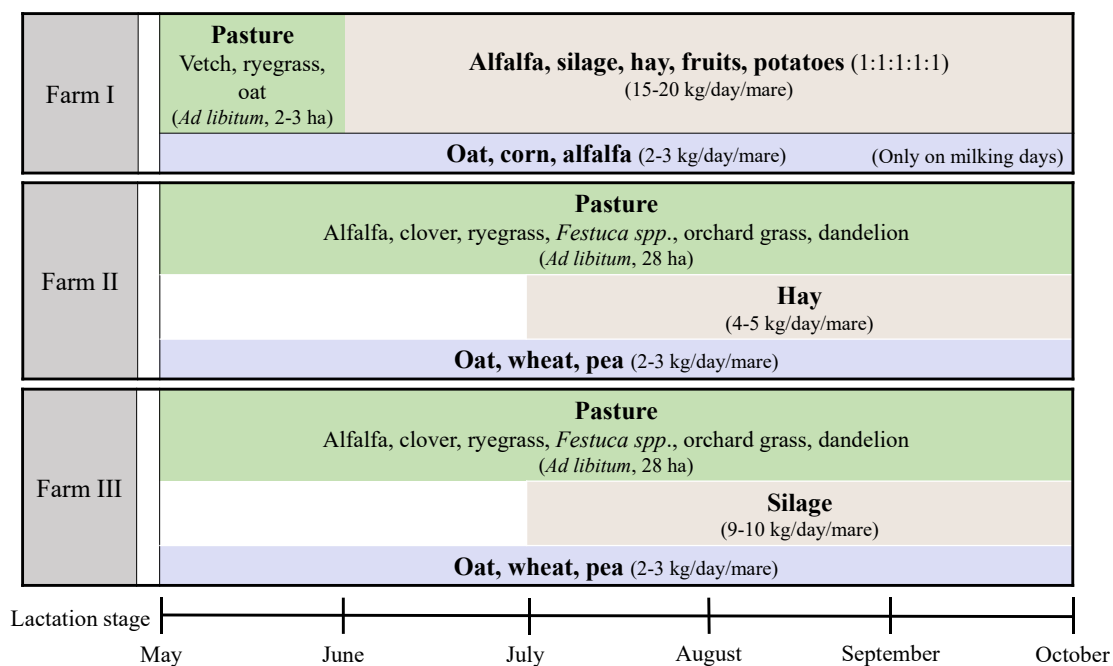 Farm I
Pasture
Vetch, ryegrass,
oat
(Ad libitum, 2-3 ha)
Alfalfa, silage, hay, fruits, potatoes (1:1:1:1:1)
(15-20 kg/day/mare)
Oat, corn, alfalfa (2-3 kg/day/mare) (Only on milking days)
Farm II
Pasture
Alfalfa, clover, ryegrass, Festuca spp., orchard grass, dandelion
(Ad libitum, 28 ha)
Hay
(4-5 kg/day/mare)
Oat, wheat, pea (2-3 kg/day/mare)
Farm III
Pasture
Alfalfa, clover, ryegrass, Festuca spp., orchard grass, dandelion
(Ad libitum, 28 ha)
Silage
(9-10 kg/day/mare)
Oat, wheat, pea (2-3 kg/day/mare)
Lactation stage
May June July August September October